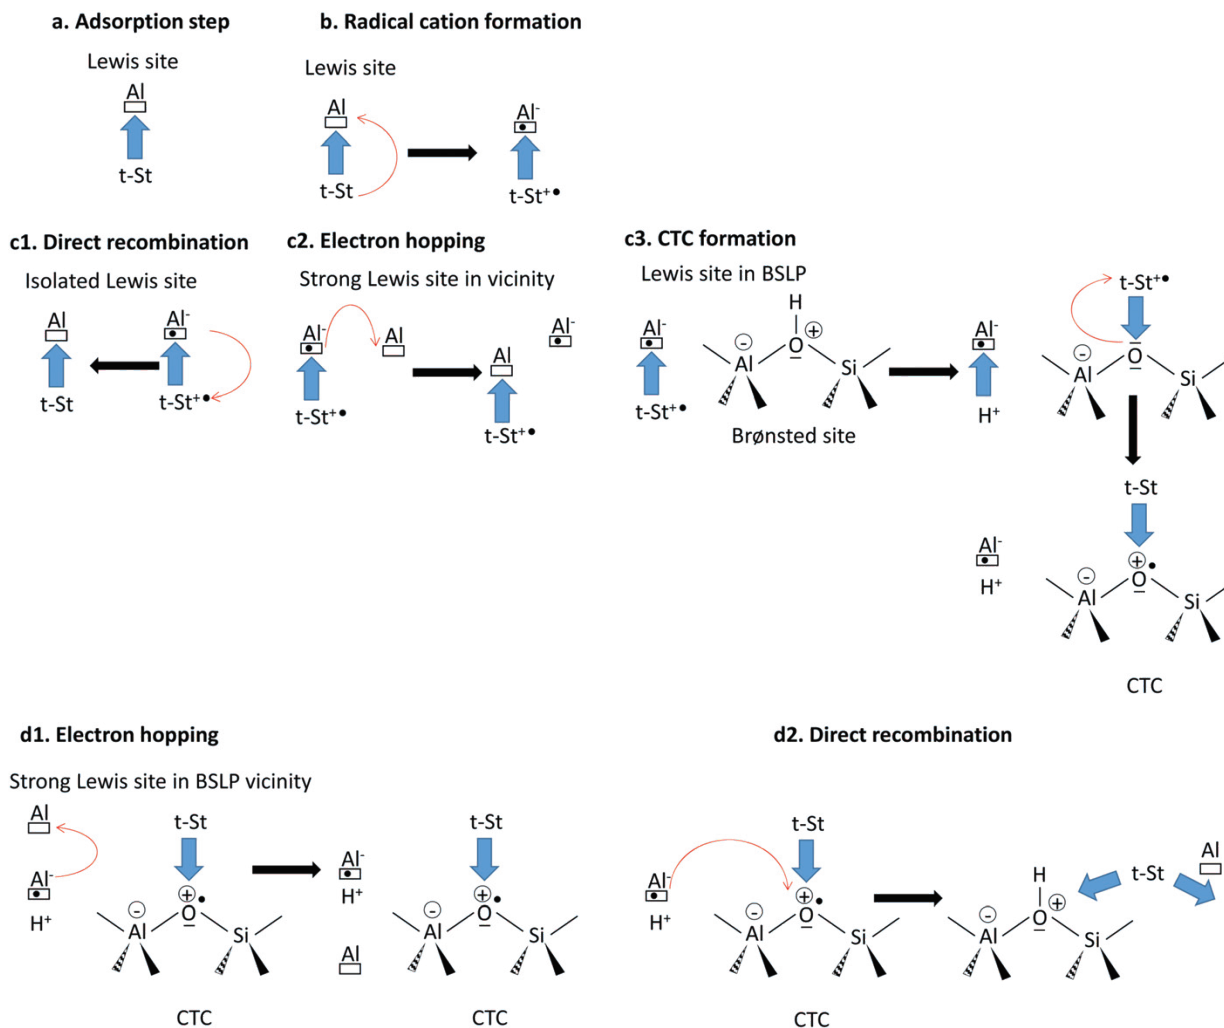 a. Adsorption step
Lewis site
Al
t-St
b. Radical cation formation
Lewis site
Al
t-St
Al-
t-St+•
c1. Direct recombination
Isolated Lewis site
Al
t-St
Al-
t-St+•
c2. Electron hopping
Strong Lewis site in vicinity
Al-
t-St+•
Al
Al
t-St+•
Al-
c3. CTC formation
Lewis site in BSLP
Al-
t-St+•
H
O
+
-
Al
Si
Brønsted site
Al-
H+
t-St+•
-
Al
O
Si
t-St
Al-
H+
-
Al
+
O
Si
CTC
d1. Electron hopping
Strong Lewis site in BSLP vicinity
Al
Al-
H+
t-St
-
Al
+
O
Si
CTC
Al-
H+
Al
t-St
-
Al
+
O
Si
CTC
d2. Direct recombination
Al-
H+
t-St
-
Al
+
O
Si
CTC
H
-
Al
O
+
Si
t-St
Al